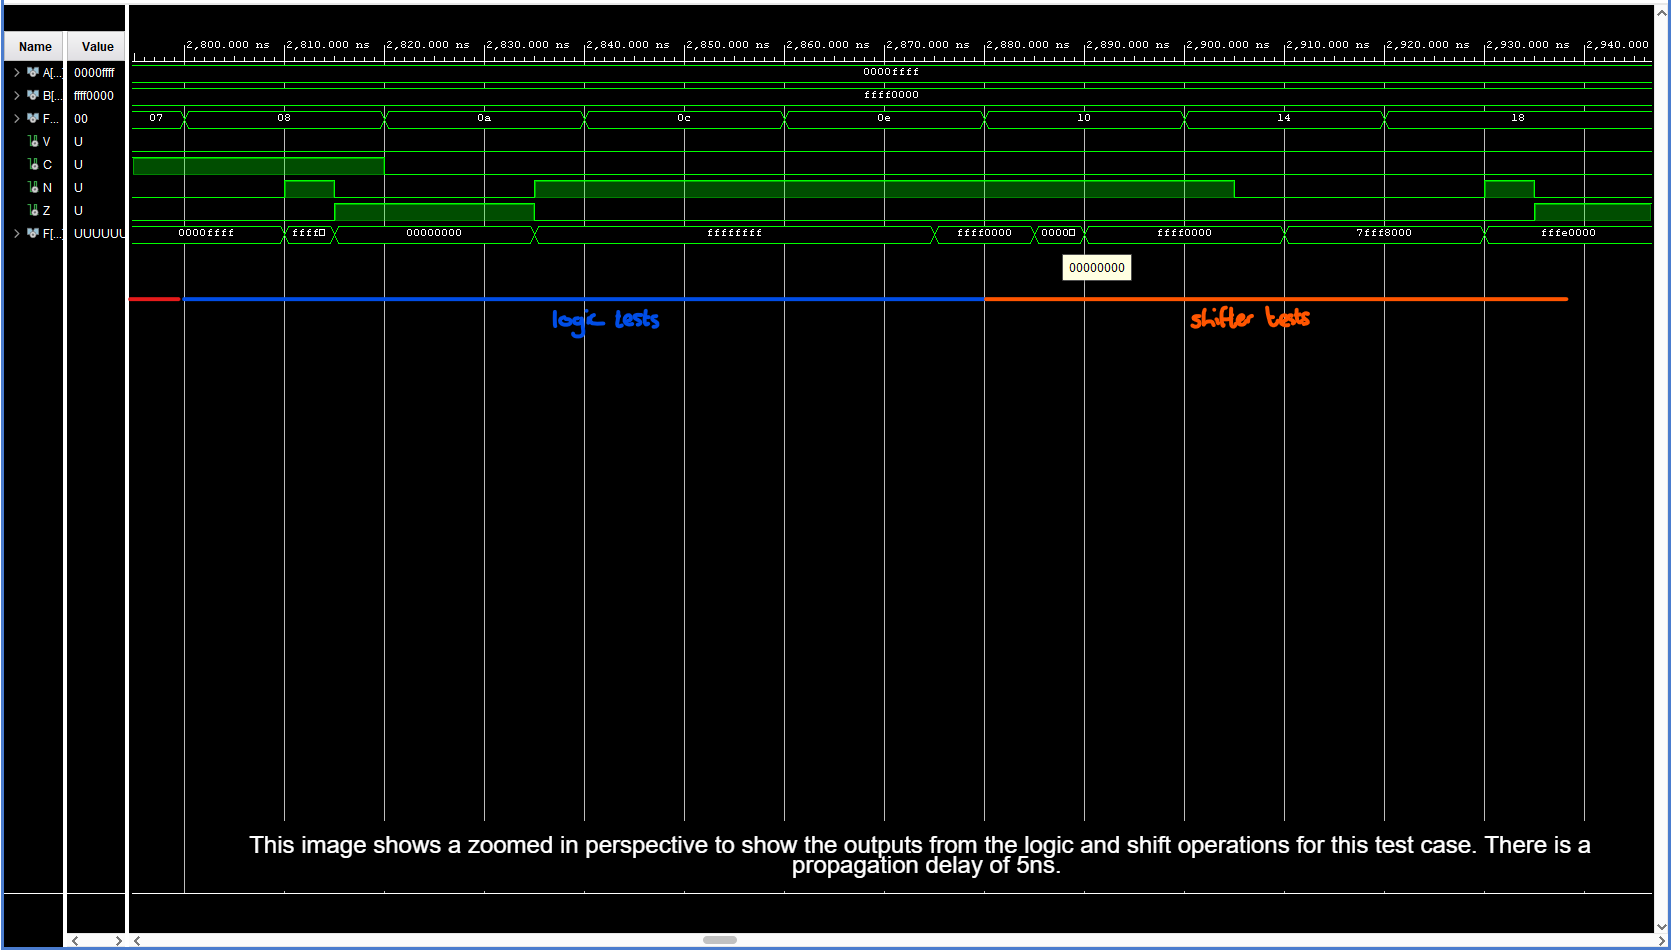 Name Value
2,800.000 ns 2,810.000 ns 2,820.000 ns 2,830.000 ns 2,840.000 ns 2,850.000 ns 2,860.000 ns 2,870.000 ns 2,880.000 ns 2,890.000 ns 2,900.000 ns 2,910.000 ns 2,920.000 ns 2,930.000 ns 2,940.000
A[...] 0000ffff 0000ffff
B[... ffff0000 ffff0000
F... 00 07 08 0a 0c 0e 10 14 18
V U
C U
N U
Z U
F[...] UUUUUU 0000ffff ffff□ 00000000 ffffffff ffff0000 0000□ ffff0000 7fff8000 fffe0000
00000000
logic tests shifter tests
This image shows a zoomed in perspective to show the outputs from the logic and shift operations for this test case. There is a
propagation delay of 5ns.